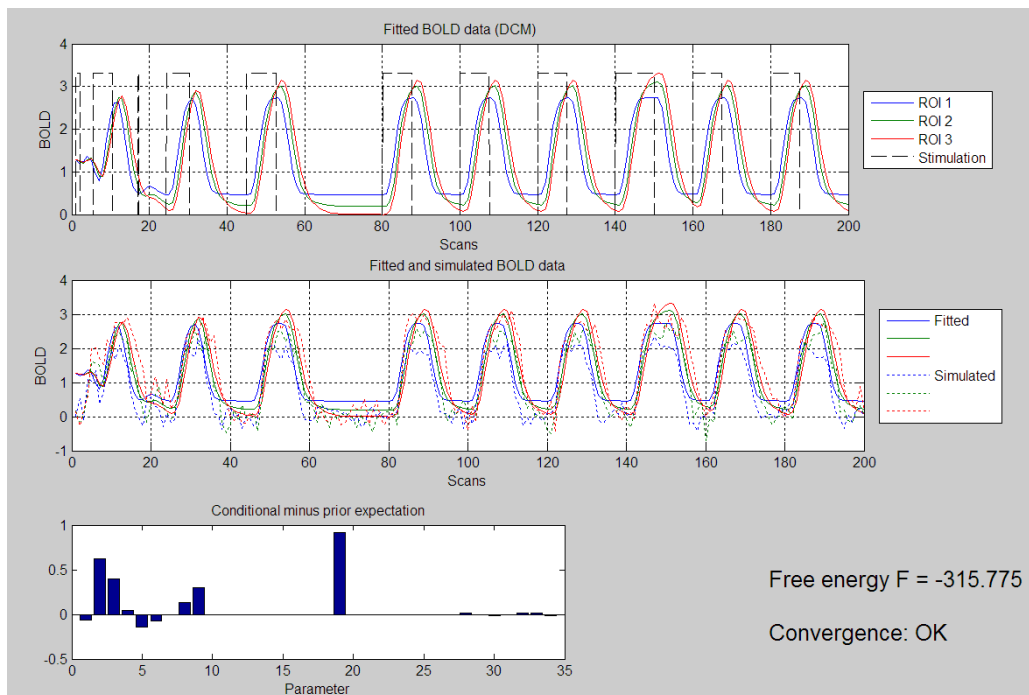 Fitted BOLD data (DCM)
4
3
2
1
0
BOLD
0 20 40 60 80 100 120 140 160 180 200
Scans
ROI 1
ROI 2
ROI 3
Stimulation
Fitted and simulated BOLD data
4
3
2
1
0
-1
BOLD
0 20 40 60 80 100 120 140 160 180 200
Scans
Fitted
Simulated
Conditional minus prior expectation
1
0.5
0
-0.5
0 5 10 15 20 25 30 35
Parameter
Free energy F = -315.775
Convergence: OK